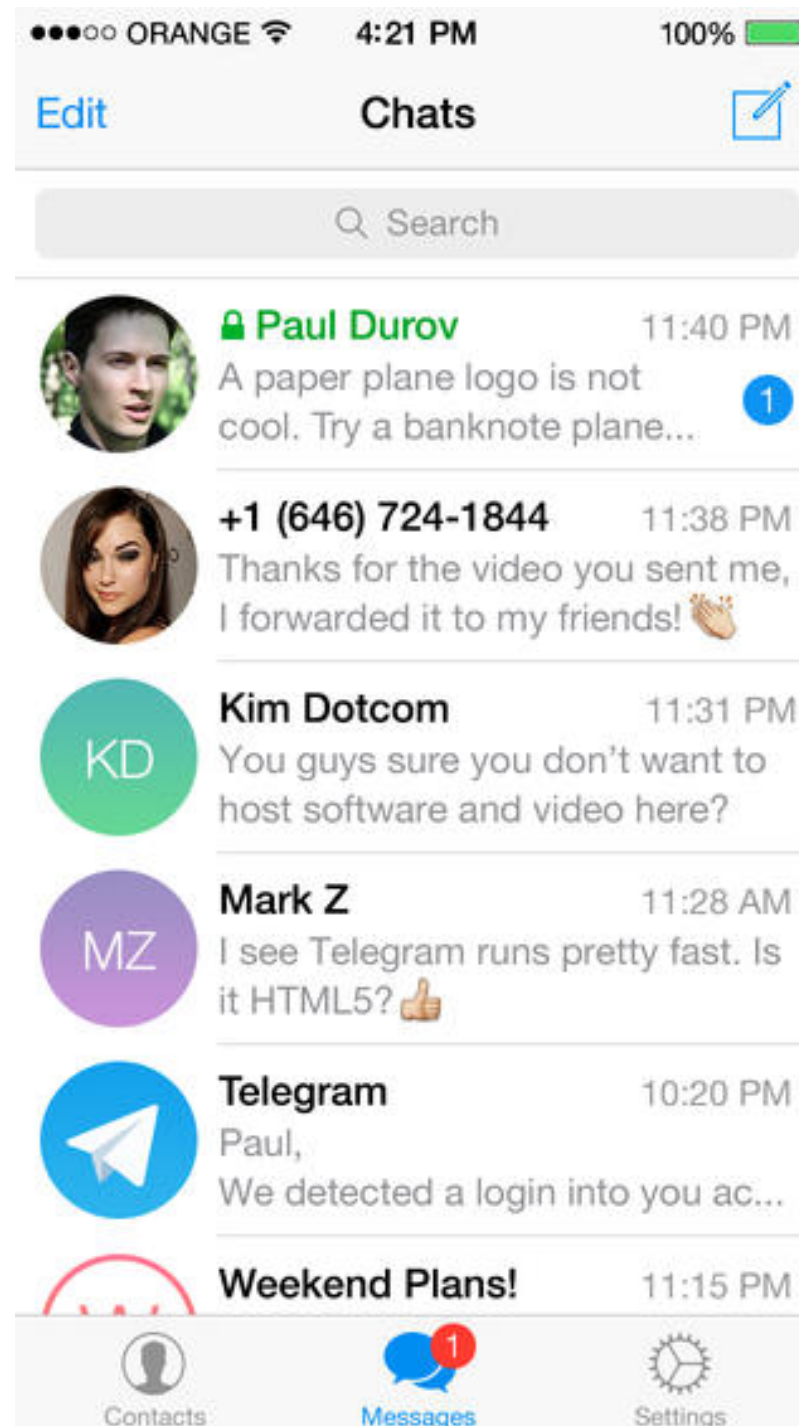 ORANGE 4:21 PM 100%
Edit Chats
Search
Paul Durov 11:40 PM
A paper plane logo is not
cool. Try a banknote plane...
1
+1 (646) 724-1844 11:38 PM
Thanks for the video you sent me,
I forwarded it to my friends!
KD
Kim Dotcom 11:31 PM
You guys sure you don't want to
host software and video here?
MZ
Mark Z 11:28 AM
I see Telegram runs pretty fast. Is
it HTML5?
Telegram 10:20 PM
Paul,
We detected a login into you ac...
Weekend Plans! 11:15 PM
1
Contacts Messages Settings